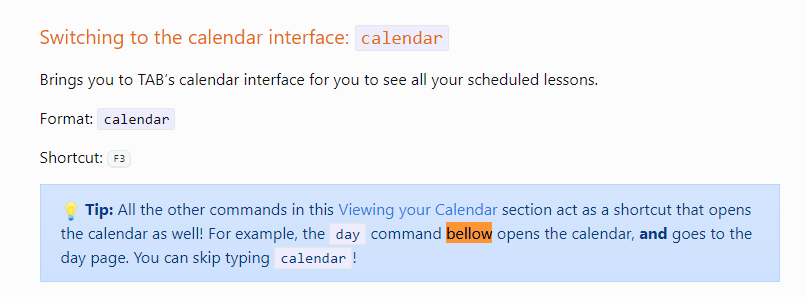 Switching to the calendar interface: calendar
Brings you to TAB's calendar interface for you to see all your scheduled lessons.
Format: calendar
Shortcut: F3
💡 Tip: All the other commands in this Viewing your Calendar section act as a shortcut that opens
the calendar as well! For example, the day command bellow opens the calendar, and goes to the
day page. You can skip typing calendar!